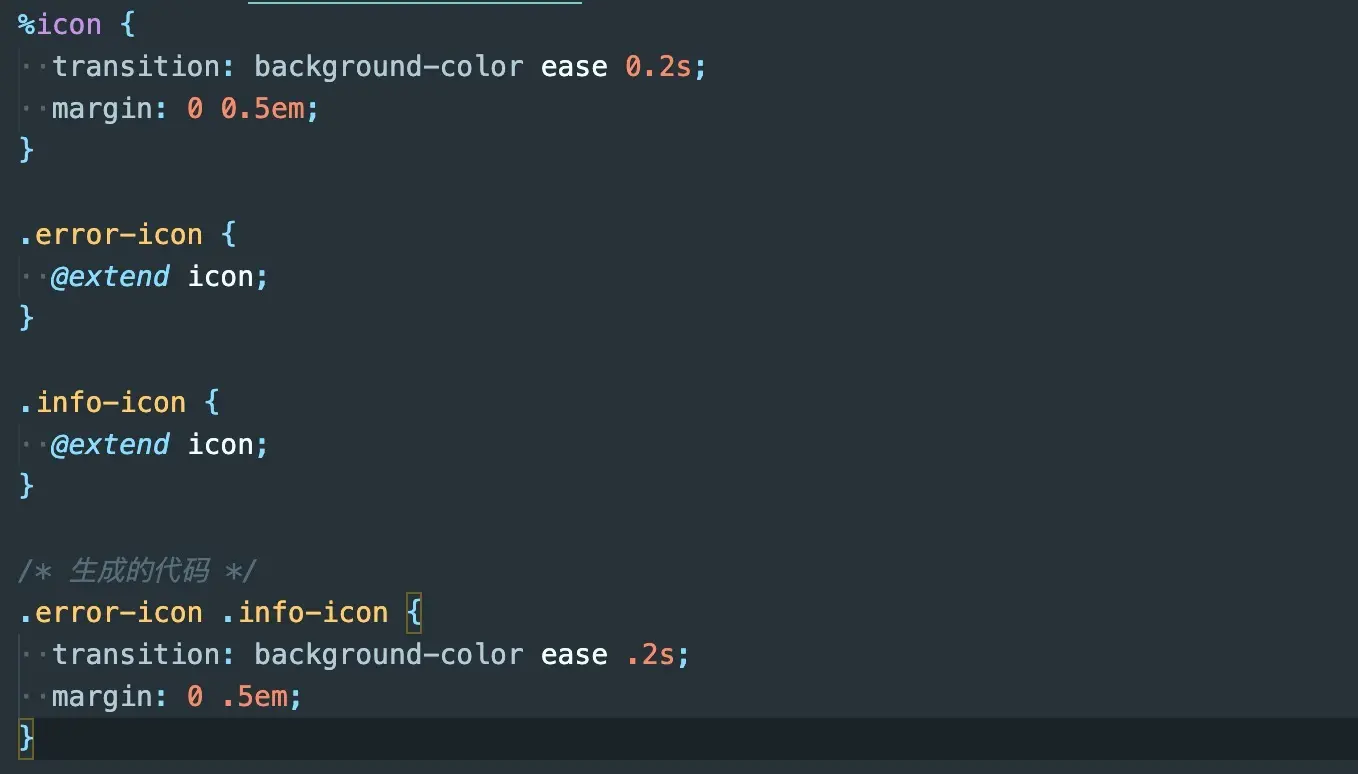 %icon {
  transition: background-color ease 0.2s;
  margin: 0 0.5em;
}
.error-icon {
  @extend icon;
}
.info-icon {
  @extend icon;
}
/* 生成的代码 */
.error-icon .info-icon {
  transition: background-color ease .2s;
  margin: 0 .5em;
}